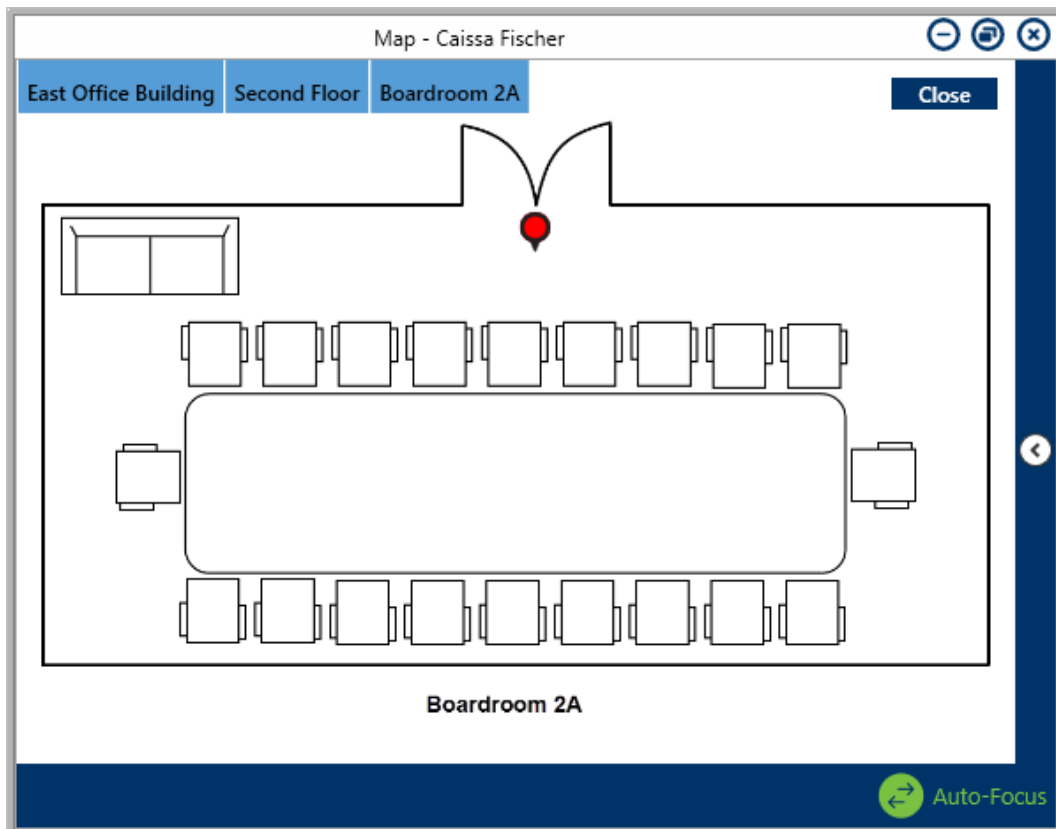 Map - Caissa Fischer
East Office Building Second Floor Boardroom 2A Close
Boardroom 2A
Auto-Focus